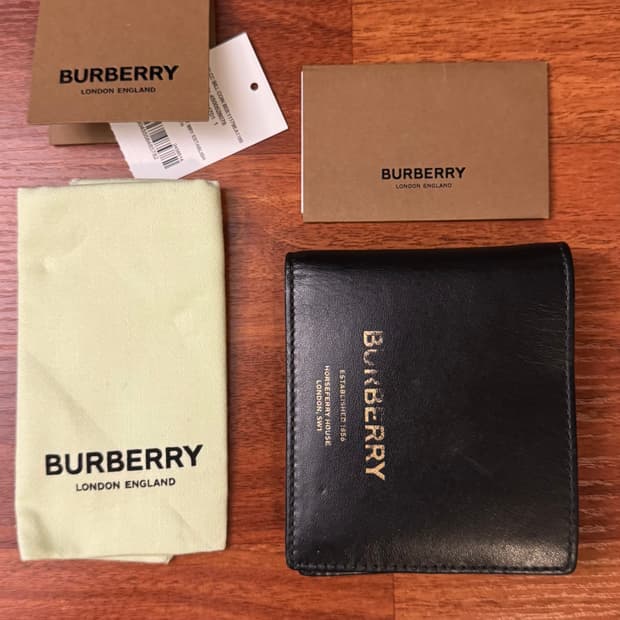 BURBERRY
LONDON ENGLAND
BURBERRY
LONDON ENGLAND
BURBERRY
LONDON ENGLAND
BURBERRY
ESTABLISHED 1856
HORSEFERRY HOUSE
LONDON, SW1